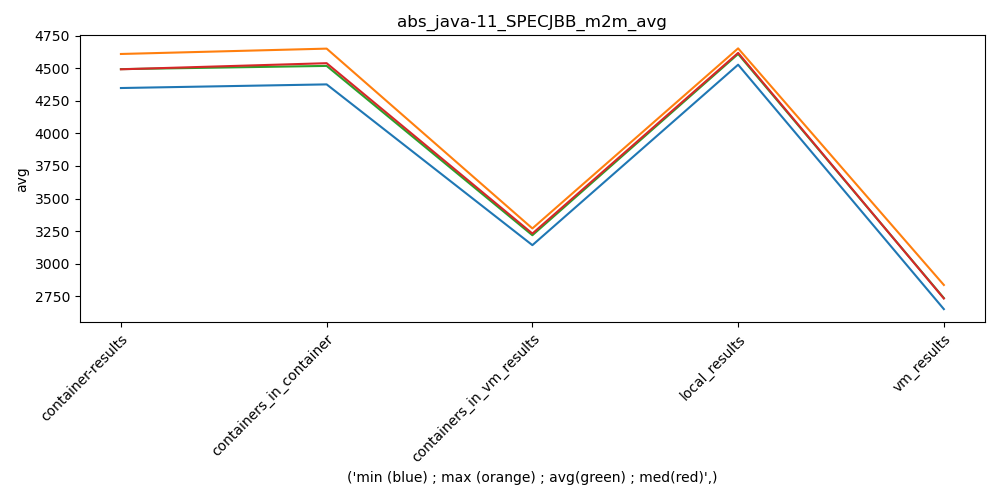 abs_java-11_SPECJBB_m2m_avg
4750
4500
4250
4000
3750
3500
3250
3000
2750
avg
container-results
containers_in_container
containers_in_vm_results
local_results
vm_results
('min (blue) ; max (orange) ; avg(green) ; med(red)',)